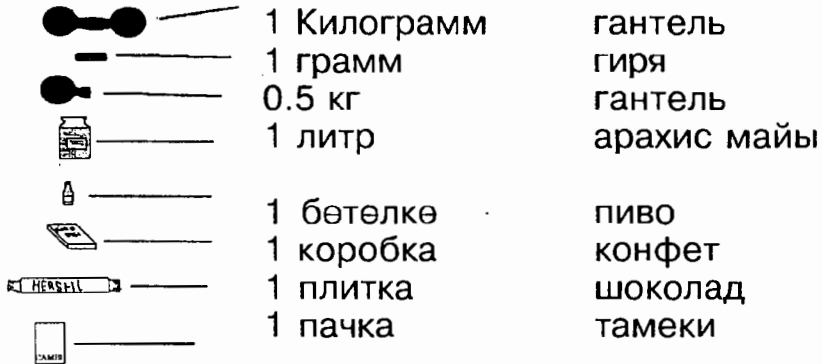 1 Килограмм гантель
1 грамм гиря
0.5 кг гантель
1 литр арахис майы
1 бөтөлкө пиво
1 коробка конфет
HERSHL 1 плитка шоколад
1 пачка тамеки